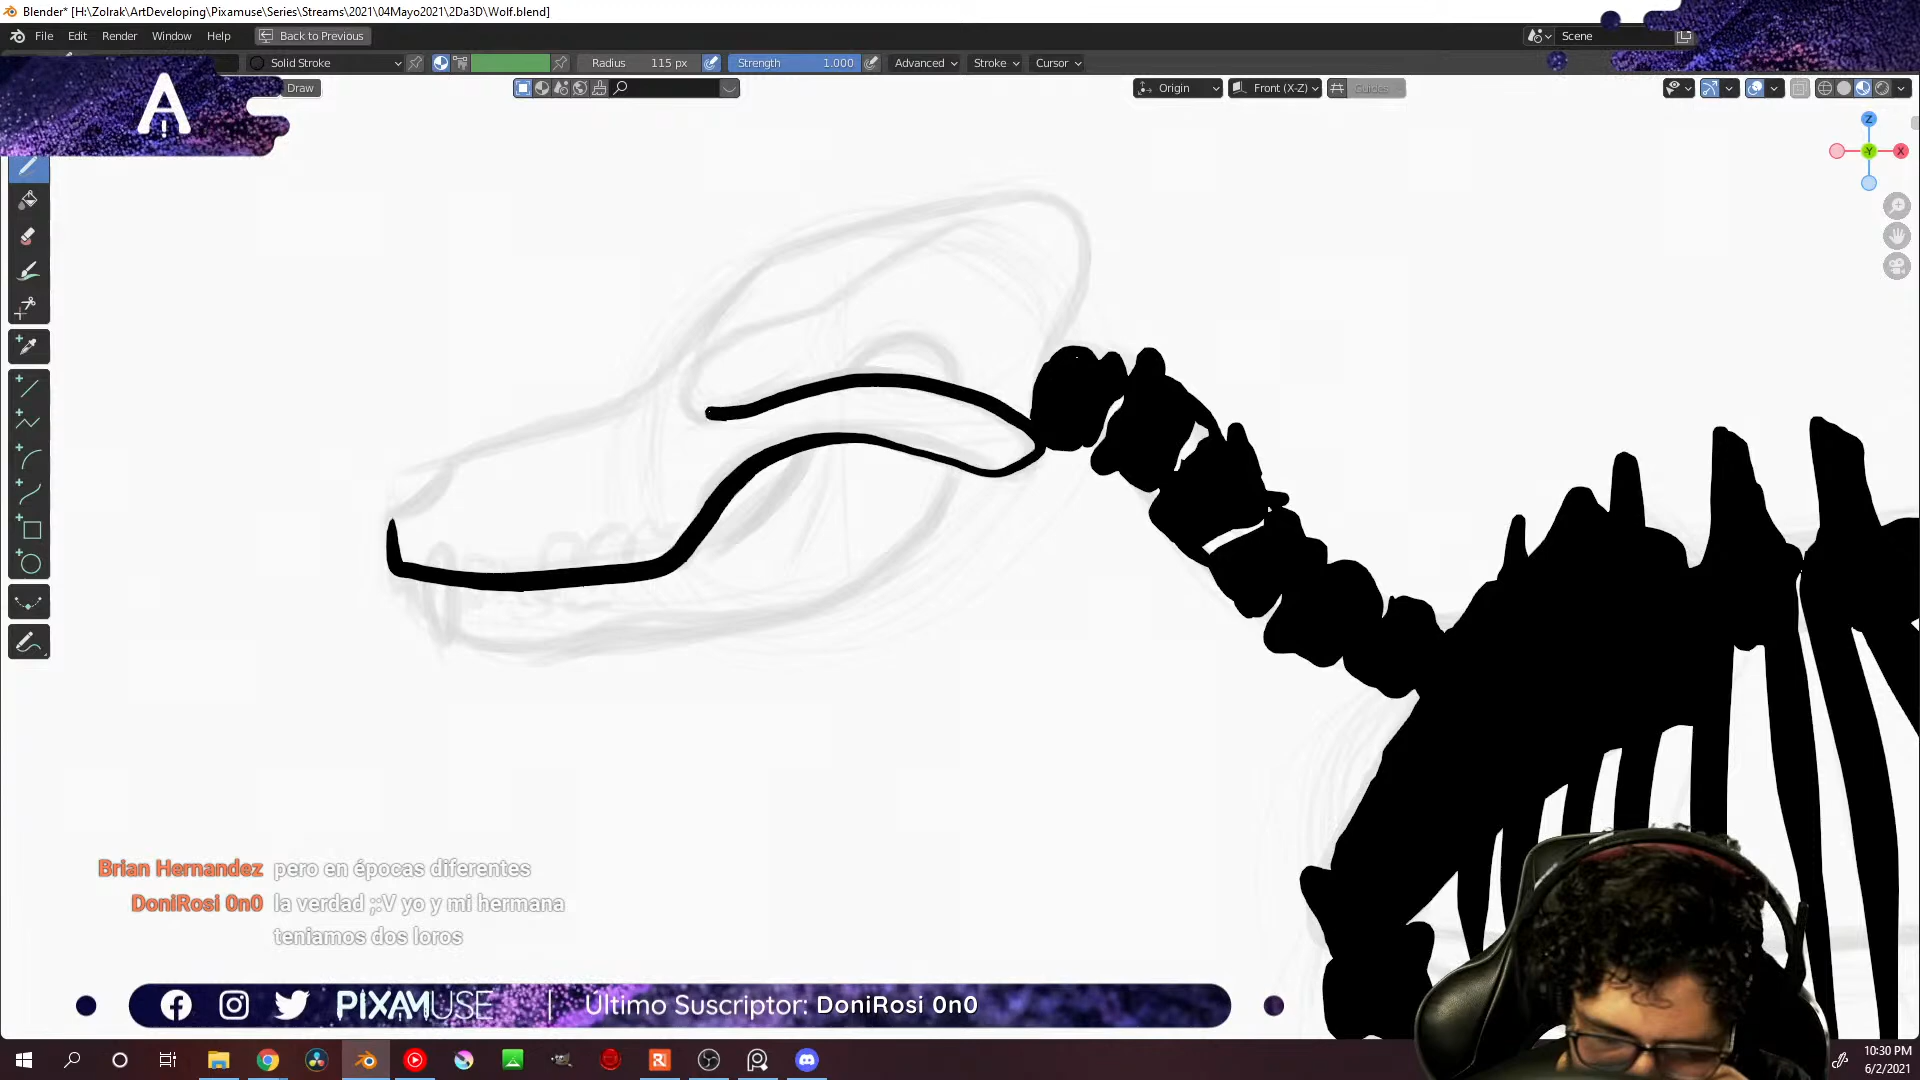 Blender* [H:\Zolrak\ArtDeveloping\Pixamuse\Series\Streams\2021\04Mayo2021\2Da3D\Wolf.blend]
File Edit Render Window Help Back to Previous Scene
Solid Stroke Radius 115 px Strength 1.000 Advanced Stroke Cursor
Draw Origin Front (X-Z) Guides
A
Z
Y X
Brian Hernandez pero en épocas diferentes
DoniRosi 0n0 la verdad ;:V yo y mi hermana
teniamos dos loros
PIXAMUSE | Último Suscriptor: DoniRosi 0n0
10:30 PM
6/2/2021